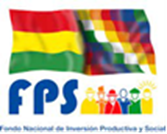 FPS
Fondo Nacional de Inversión Productiva y Social